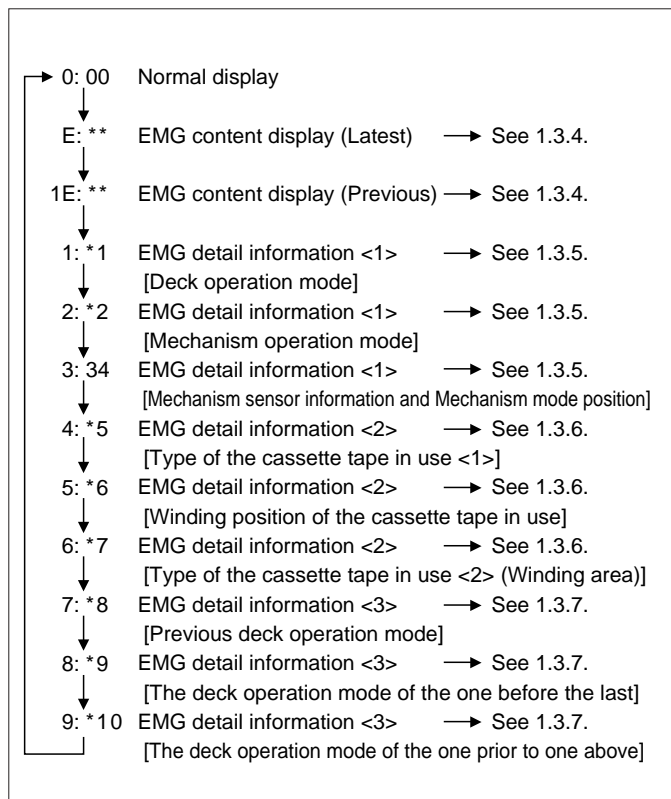 0: 00 Normal display
E: ** EMG content display (Latest) → See 1.3.4.
1E: ** EMG content display (Previous) → See 1.3.4.
1: *1 EMG detail information <1> → See 1.3.5.
[Deck operation mode]
2: *2 EMG detail information <1> → See 1.3.5.
[Mechanism operation mode]
3: 34 EMG detail information <1> → See 1.3.5.
[Mechanism sensor information and Mechanism mode position]
4: *5 EMG detail information <2> → See 1.3.6.
[Type of the cassette tape in use <1>]
5: *6 EMG detail information <2> → See 1.3.6.
[Winding position of the cassette tape in use]
6: *7 EMG detail information <2> → See 1.3.6.
[Type of the cassette tape in use <2> (Winding area)]
7: *8 EMG detail information <3> → See 1.3.7.
[Previous deck operation mode]
8: *9 EMG detail information <3> → See 1.3.7.
[The deck operation mode of the one before the last]
9: *10 EMG detail information <3> → See 1.3.7.
[The deck operation mode of the one prior to one above]